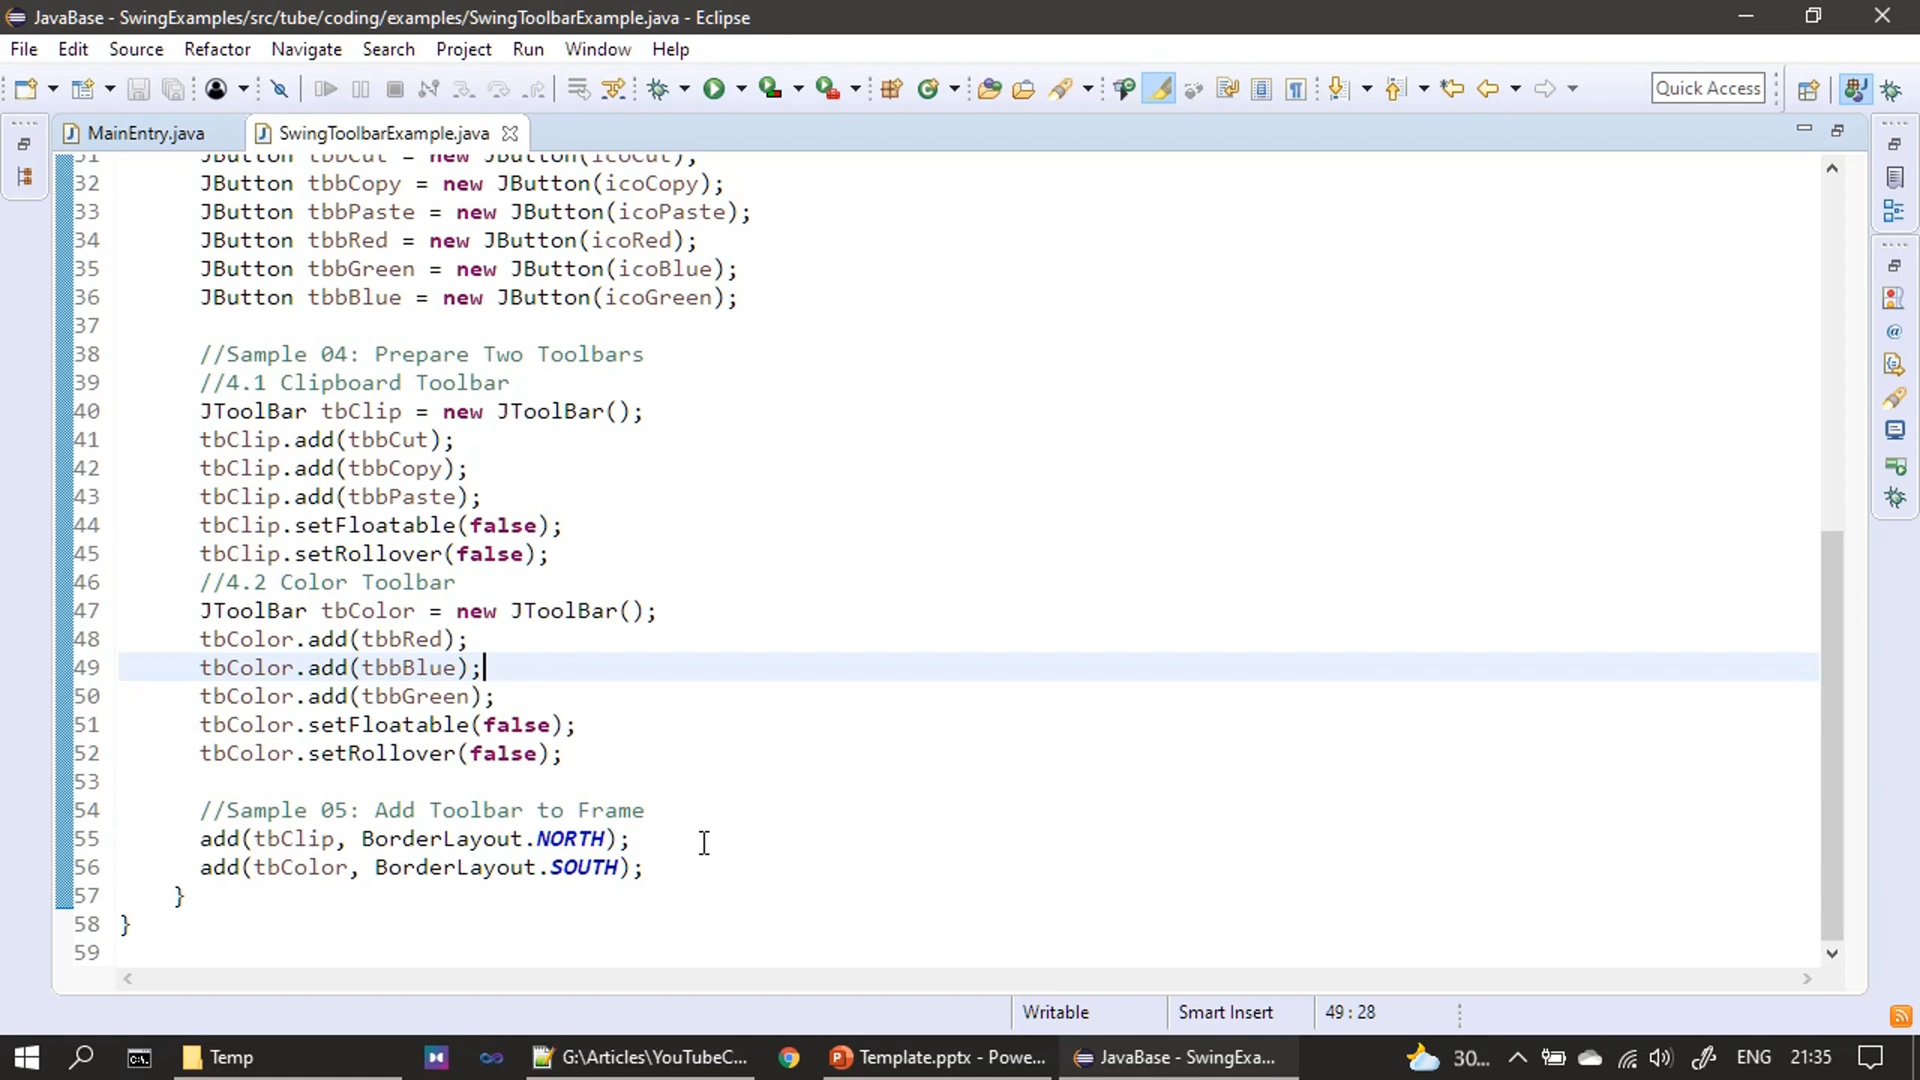 JavaBase - SwingExamples/src/tube/coding/examples/SwingToolbarExample.java - Eclipse
File Edit Source Refactor Navigate Search Project Run Window Help
Quick Access
MainEntry.java SwingToolbarExample.java
31 JButton tbbCut = new JButton(icoCut);
32 JButton tbbCopy = new JButton(icoCopy);
33 JButton tbbPaste = new JButton(icoPaste);
34 JButton tbbRed = new JButton(icoRed);
35 JButton tbbGreen = new JButton(icoBlue);
36 JButton tbbBlue = new JButton(icoGreen);
37
38 //Sample 04: Prepare Two Toolbars
39 //4.1 Clipboard Toolbar
40 JToolBar tbClip = new JToolBar();
41 tbClip.add(tbbCut);
42 tbClip.add(tbbCopy);
43 tbClip.add(tbbPaste);
44 tbClip.setFloatable(false);
45 tbClip.setRollover(false);
46 //4.2 Color Toolbar
47 JToolBar tbColor = new JToolBar();
48 tbColor.add(tbbRed);
49 tbColor.add(tbbBlue);
50 tbColor.add(tbbGreen);
51 tbColor.setFloatable(false);
52 tbColor.setRollover(false);
53
54 //Sample 05: Add Toolbar to Frame
55 add(tbClip, BorderLayout.NORTH);
56 add(tbColor, BorderLayout.SOUTH);
57 }
58 }
59
Writable Smart Insert 49 : 28
Temp G:\Articles\YouTubeC... Template.pptx - Powe... JavaBase - SwingExa... 30... ENG 21:35